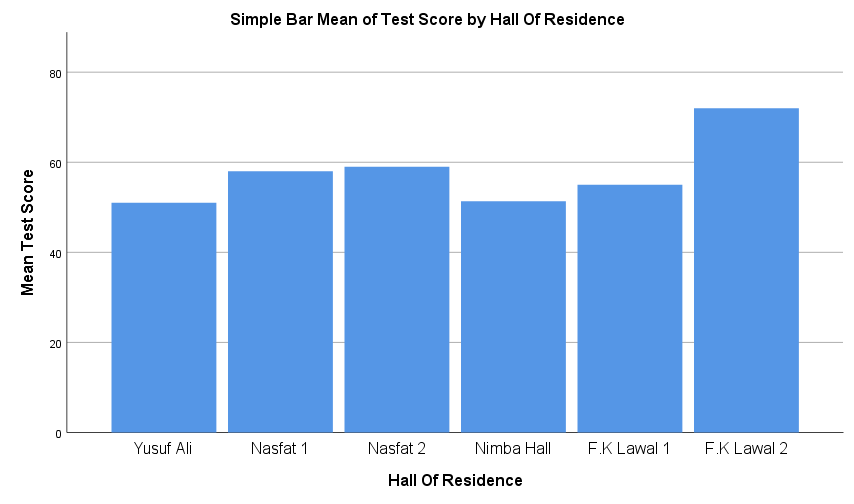 Simple Bar Mean of Test Score by Hall Of Residence
Mean Test Score
80
60
40
20
0
Yusuf Ali
Nasfat 1
Nasfat 2
Nimba Hall
F.K Lawal 1
F.K Lawal 2
Hall Of Residence